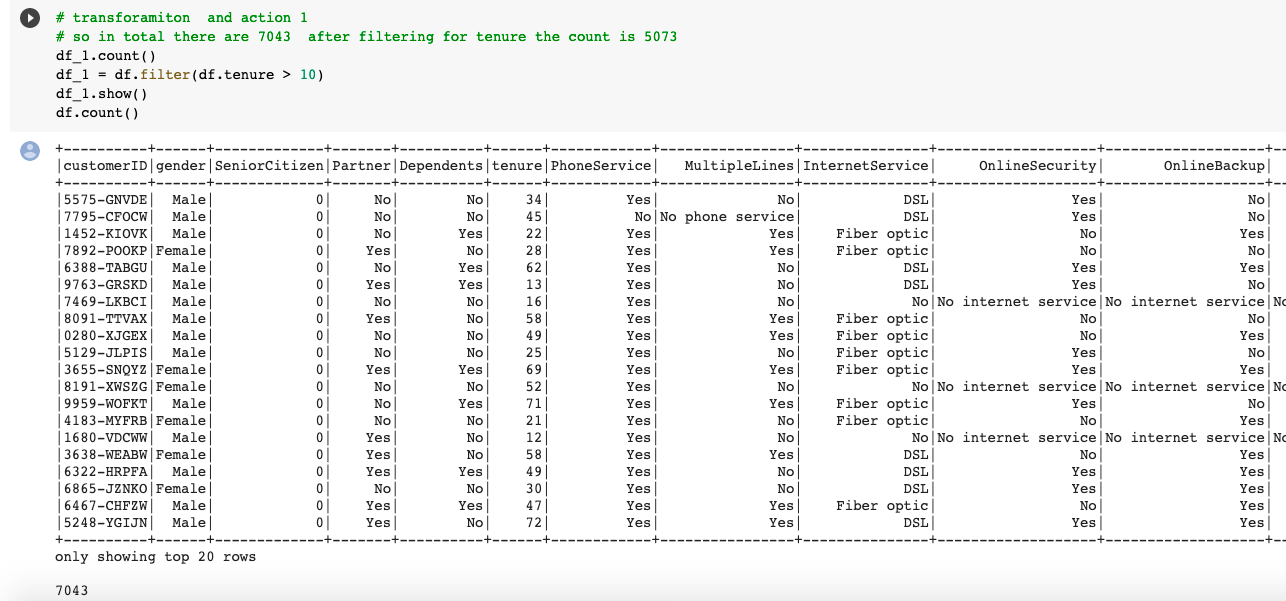 # transforamiton  and action 1
# so in total there are 7043  after filtering for tenure the count is 5073
df_1.count()
df_1 = df.filter(df.tenure > 10)
df_1.show()
df.count()
+----------+------+-------------+-------+----------+------+------------+----------------+---------------+-------------------+-------------------+--
|customerID|gender|SeniorCitizen|Partner|Dependents|tenure|PhoneService|   MultipleLines|InternetService|     OnlineSecurity|       OnlineBackup|
+----------+------+-------------+-------+----------+------+------------+----------------+---------------+-------------------+-------------------+--
|5575-GNVDE|  Male|            0|     No|        No|    34|         Yes|              No|            DSL|                Yes|                 No|
|7795-CFOCW|  Male|            0|     No|        No|    45|          No|No phone service|            DSL|                Yes|                 No|
|1452-KIOVK|  Male|            0|     No|       Yes|    22|         Yes|             Yes|    Fiber optic|                 No|                Yes|
|7892-POOKP|Female|            0|    Yes|        No|    28|         Yes|             Yes|    Fiber optic|                 No|                 No|
|6388-TABGU|  Male|            0|     No|       Yes|    62|         Yes|              No|            DSL|                Yes|                Yes|
|9763-GRSKD|  Male|            0|    Yes|       Yes|    13|         Yes|              No|            DSL|                Yes|                 No|
|7469-LKBCI|  Male|            0|     No|        No|    16|         Yes|              No|             No|No internet service|No internet service|No
|8091-TTVAX|  Male|            0|    Yes|        No|    58|         Yes|             Yes|    Fiber optic|                 No|                 No|
|0280-XJGEX|  Male|            0|     No|        No|    49|         Yes|             Yes|    Fiber optic|                 No|                Yes|
|5129-JLPIS|  Male|            0|     No|        No|    25|         Yes|              No|    Fiber optic|                Yes|                 No|
|3655-SNQYZ|Female|            0|    Yes|       Yes|    69|         Yes|             Yes|    Fiber optic|                Yes|                Yes|
|8191-XWSZG|Female|            0|     No|        No|    52|         Yes|              No|             No|No internet service|No internet service|No
|9959-WOFKT|  Male|            0|     No|       Yes|    71|         Yes|             Yes|    Fiber optic|                Yes|                 No|
|4183-MYFRB|Female|            0|     No|        No|    21|         Yes|              No|    Fiber optic|                 No|                Yes|
|1680-VDCWW|  Male|            0|    Yes|        No|    12|         Yes|              No|             No|No internet service|No internet service|No
|3638-WEABW|Female|            0|    Yes|        No|    58|         Yes|             Yes|            DSL|                 No|                Yes|
|6322-HRPFA|  Male|            0|    Yes|       Yes|    49|         Yes|              No|            DSL|                Yes|                Yes|
|6865-JZNKO|Female|            0|     No|        No|    30|         Yes|              No|            DSL|                Yes|                Yes|
|6467-CHFZW|  Male|            0|    Yes|       Yes|    47|         Yes|             Yes|    Fiber optic|                 No|                Yes|
|5248-YGIJN|  Male|            0|    Yes|        No|    72|         Yes|             Yes|            DSL|                Yes|                Yes|
+----------+------+-------------+-------+----------+------+------------+----------------+---------------+-------------------+-------------------+--
only showing top 20 rows
7043